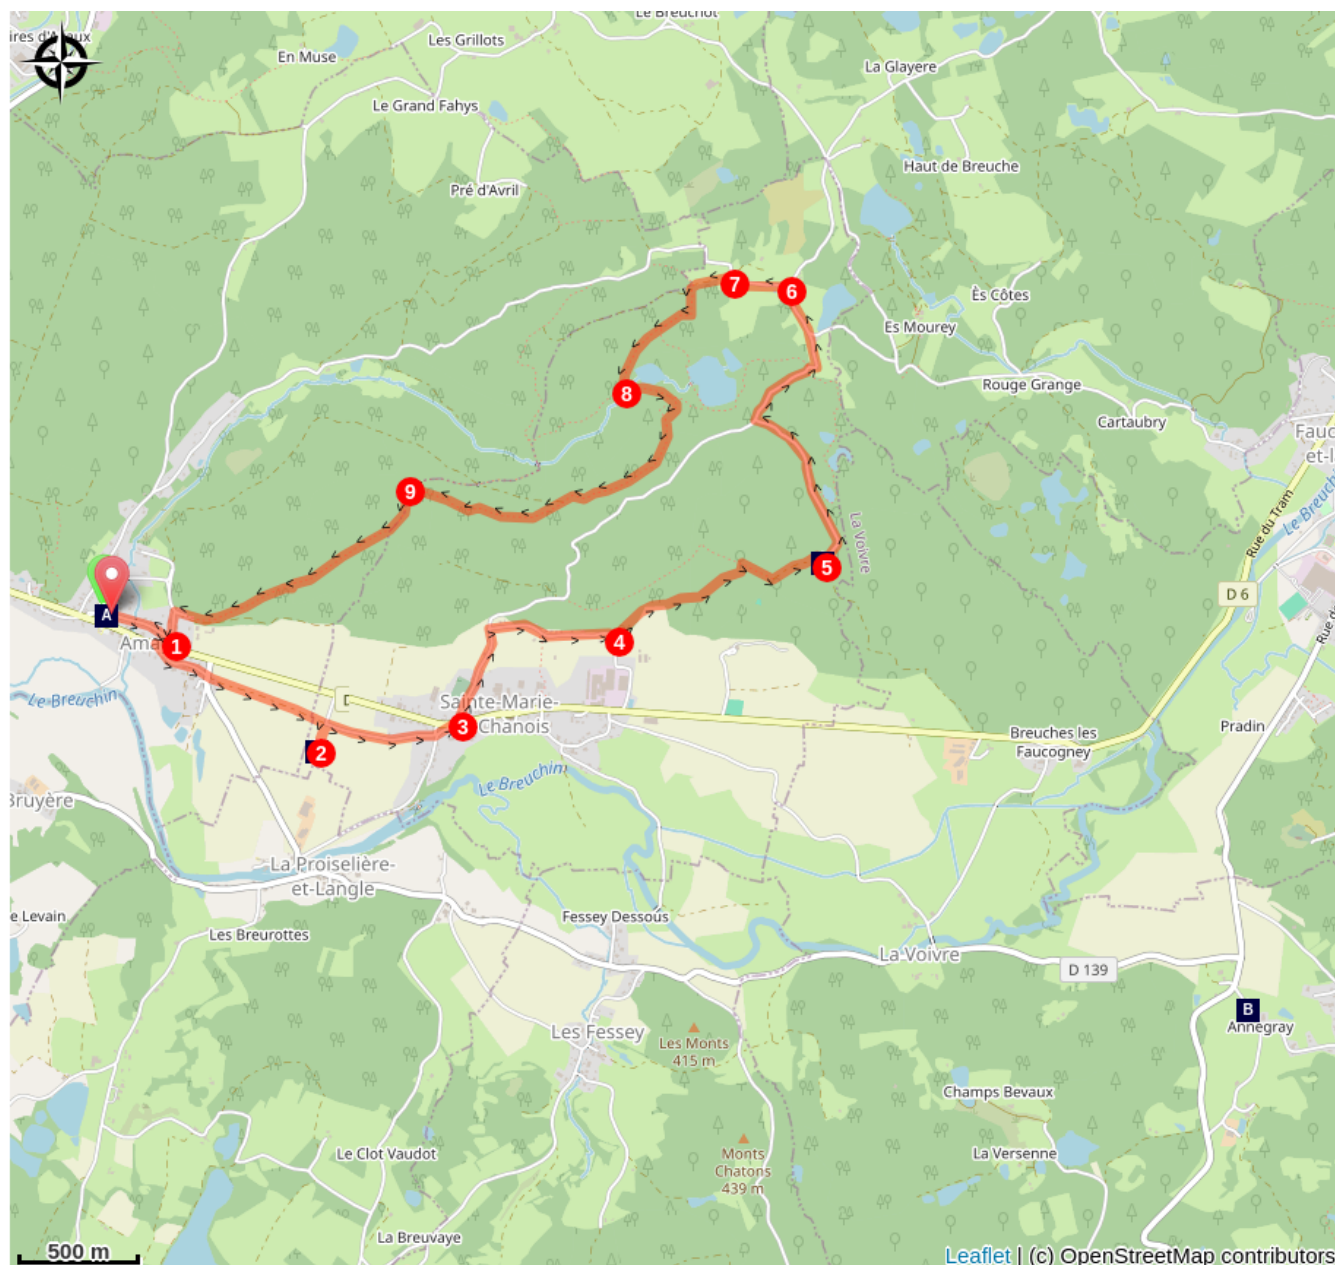 Le Breuchot
Les Grillots
En Muse
La Glayere
Le Grand Fahys
Haut de Breuche
Pré d'Avril
7
6
Ès Côtes
Es Mourey
Rouge Grange
8
Cartaubry
Fauc
et-l
9
Rue du Tram
Le Breuchin
La Voivre
5
D 6
A
4
1
Le Breuchin
Sainte-Marie-
3
Chanois
2
Pradin
Breuches les
Faucogney
Le Breuchin
Bruyère
La Proiselière-
et-Langle
e Levain
Fessey Dessous
Les Breurottes
La Voivre
D 139
B
Annegray
Les Fessey
Les Monts
415 m
Champs Bevaux
Le Clot Vaudot
Monts
Chatons
439 m
La Versenne
La Breuvaye
500 m
Leaflet | (c) OpenStreetMap contributors